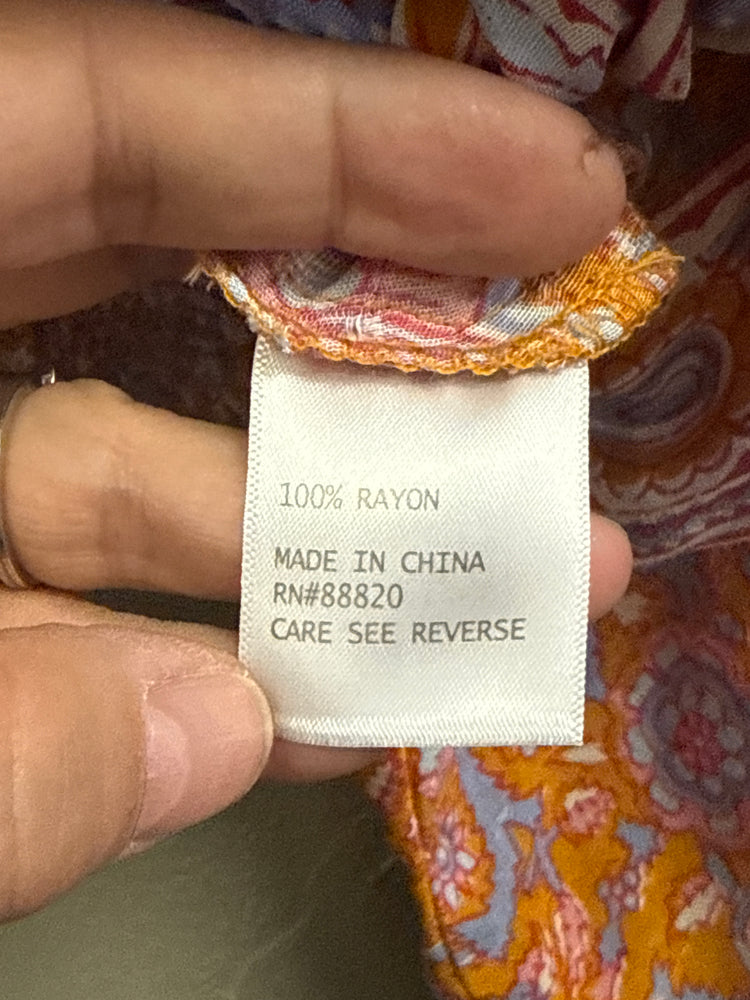 100% RAYON
MADE IN CHINA
RN#88820
CARE SEE REVERSE